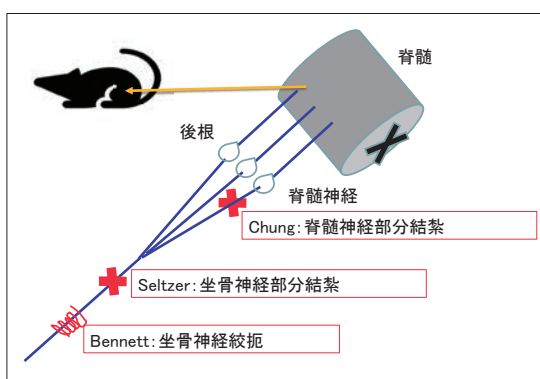 脊髄
後根
脊髄神経
Chung:脊髄神経部分結紮
Seltzer:坐骨神経部分結紮
Bennett:坐骨神経絞扼